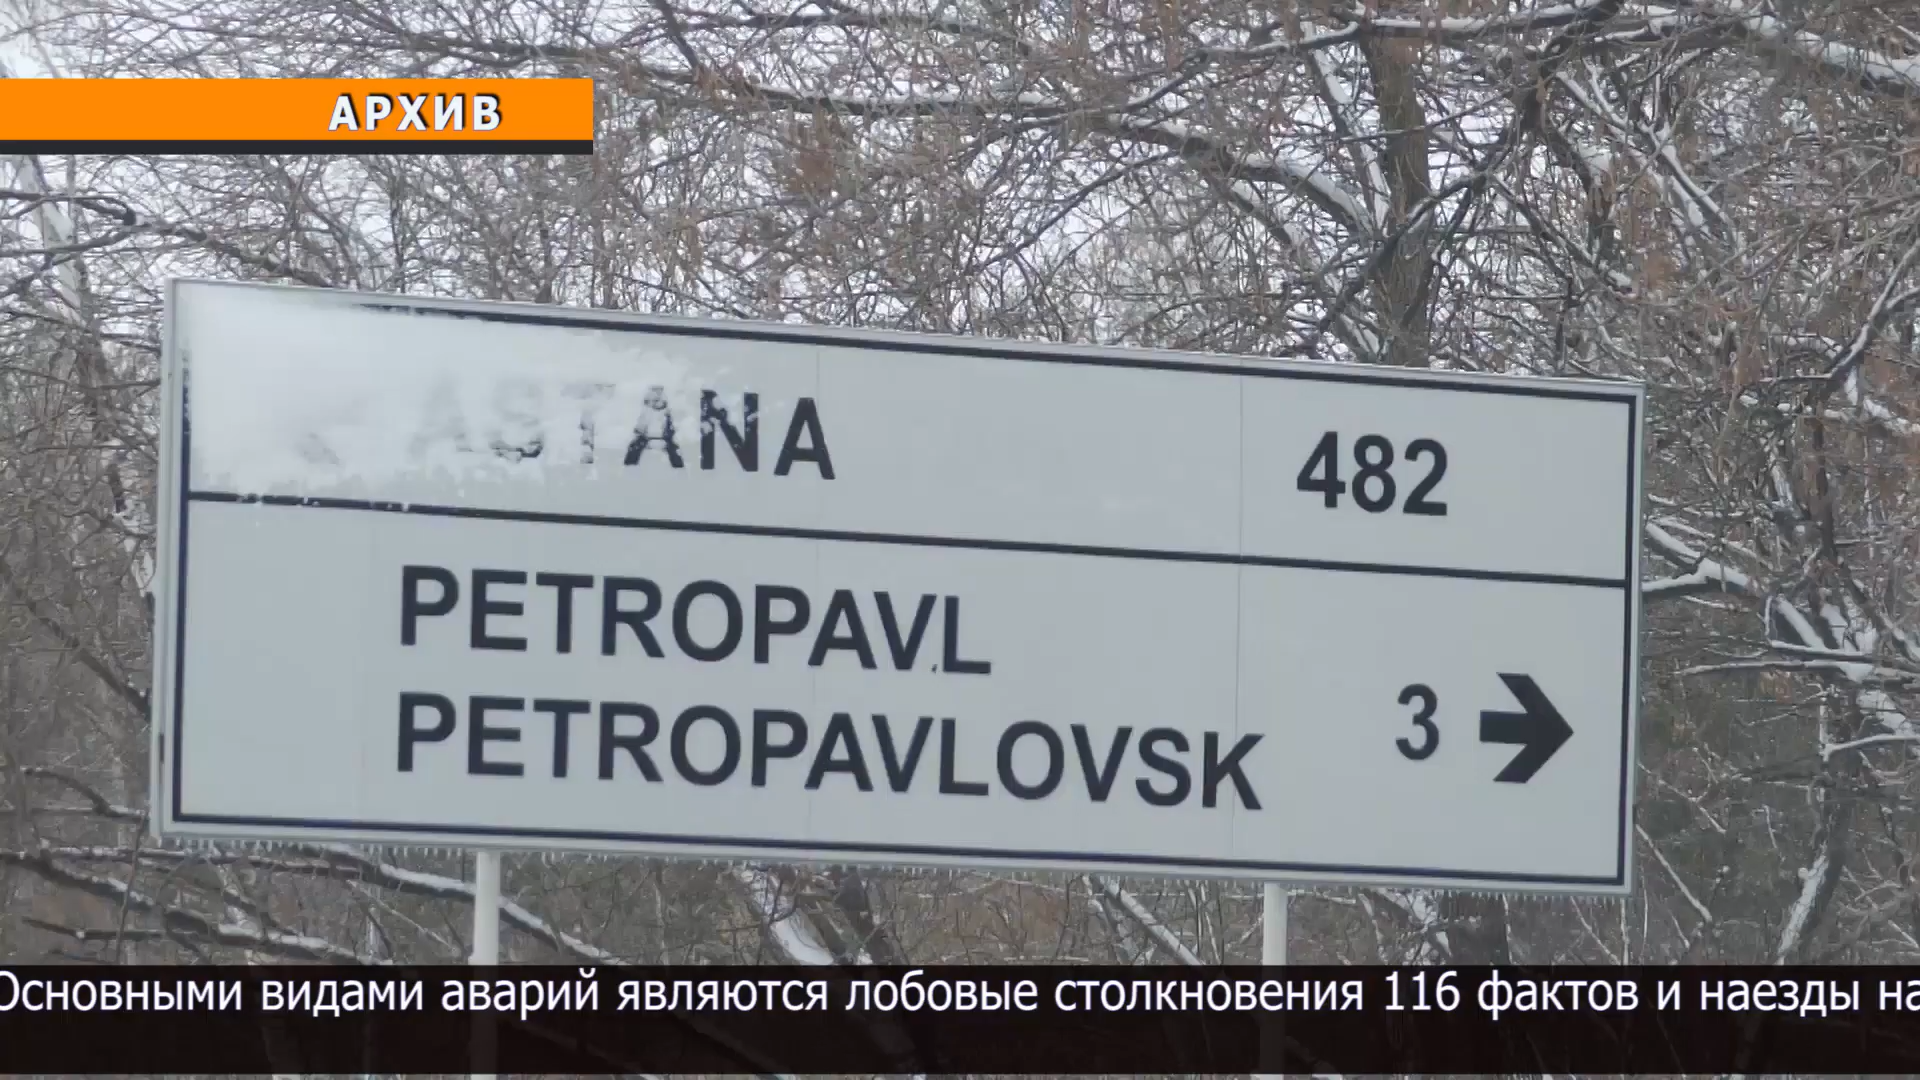 АРХИВ
ASTANA 482
PETROPAVL
PETROPAVLOVSK 3
Основными видами аварий являются лобовые столкновения 116 фактов и наезды на